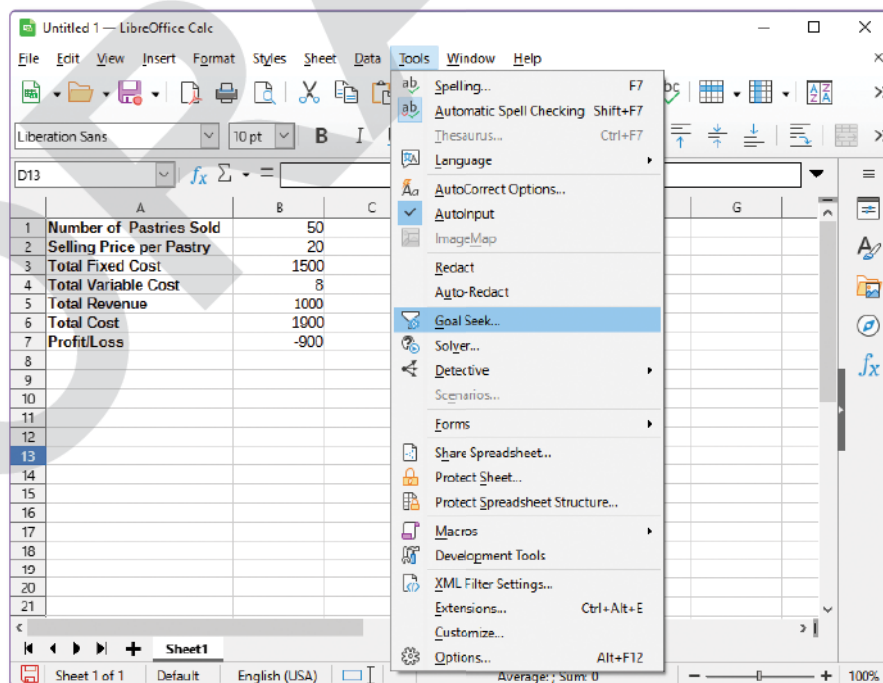 Untitled 1 — LibreOffice Calc
File Edit View Insert Format Styles Sheet Data Tools Window Help
Liberation Sans 10 pt B I
D13 fx Σ =
A B C G
1 Number of Pastries Sold 50
2 Selling Price per Pastry 20
3 Total Fixed Cost 1500
4 Total Variable Cost 8
5 Total Revenue 1000
6 Total Cost 1900
7 Profit/Loss -900
8
9
10
11
12
13
14
15
16
17
18
19
20
21
Spelling... F7
Automatic Spell Checking Shift+F7
Thesaurus... Ctrl+F7
Language
AutoCorrect Options...
AutoInput
ImageMap
Redact
Auto-Redact
Goal Seek...
Solver...
Detective
Scenarios...
Forms
Share Spreadsheet...
Protect Sheet...
Protect Spreadsheet Structure...
Macros
Development Tools
XML Filter Settings...
Extensions... Ctrl+Alt+E
Customize...
Options... Alt+F12
Sheet1
Sheet 1 of 1 Default English (USA) Average: ; Sum: 0 100%